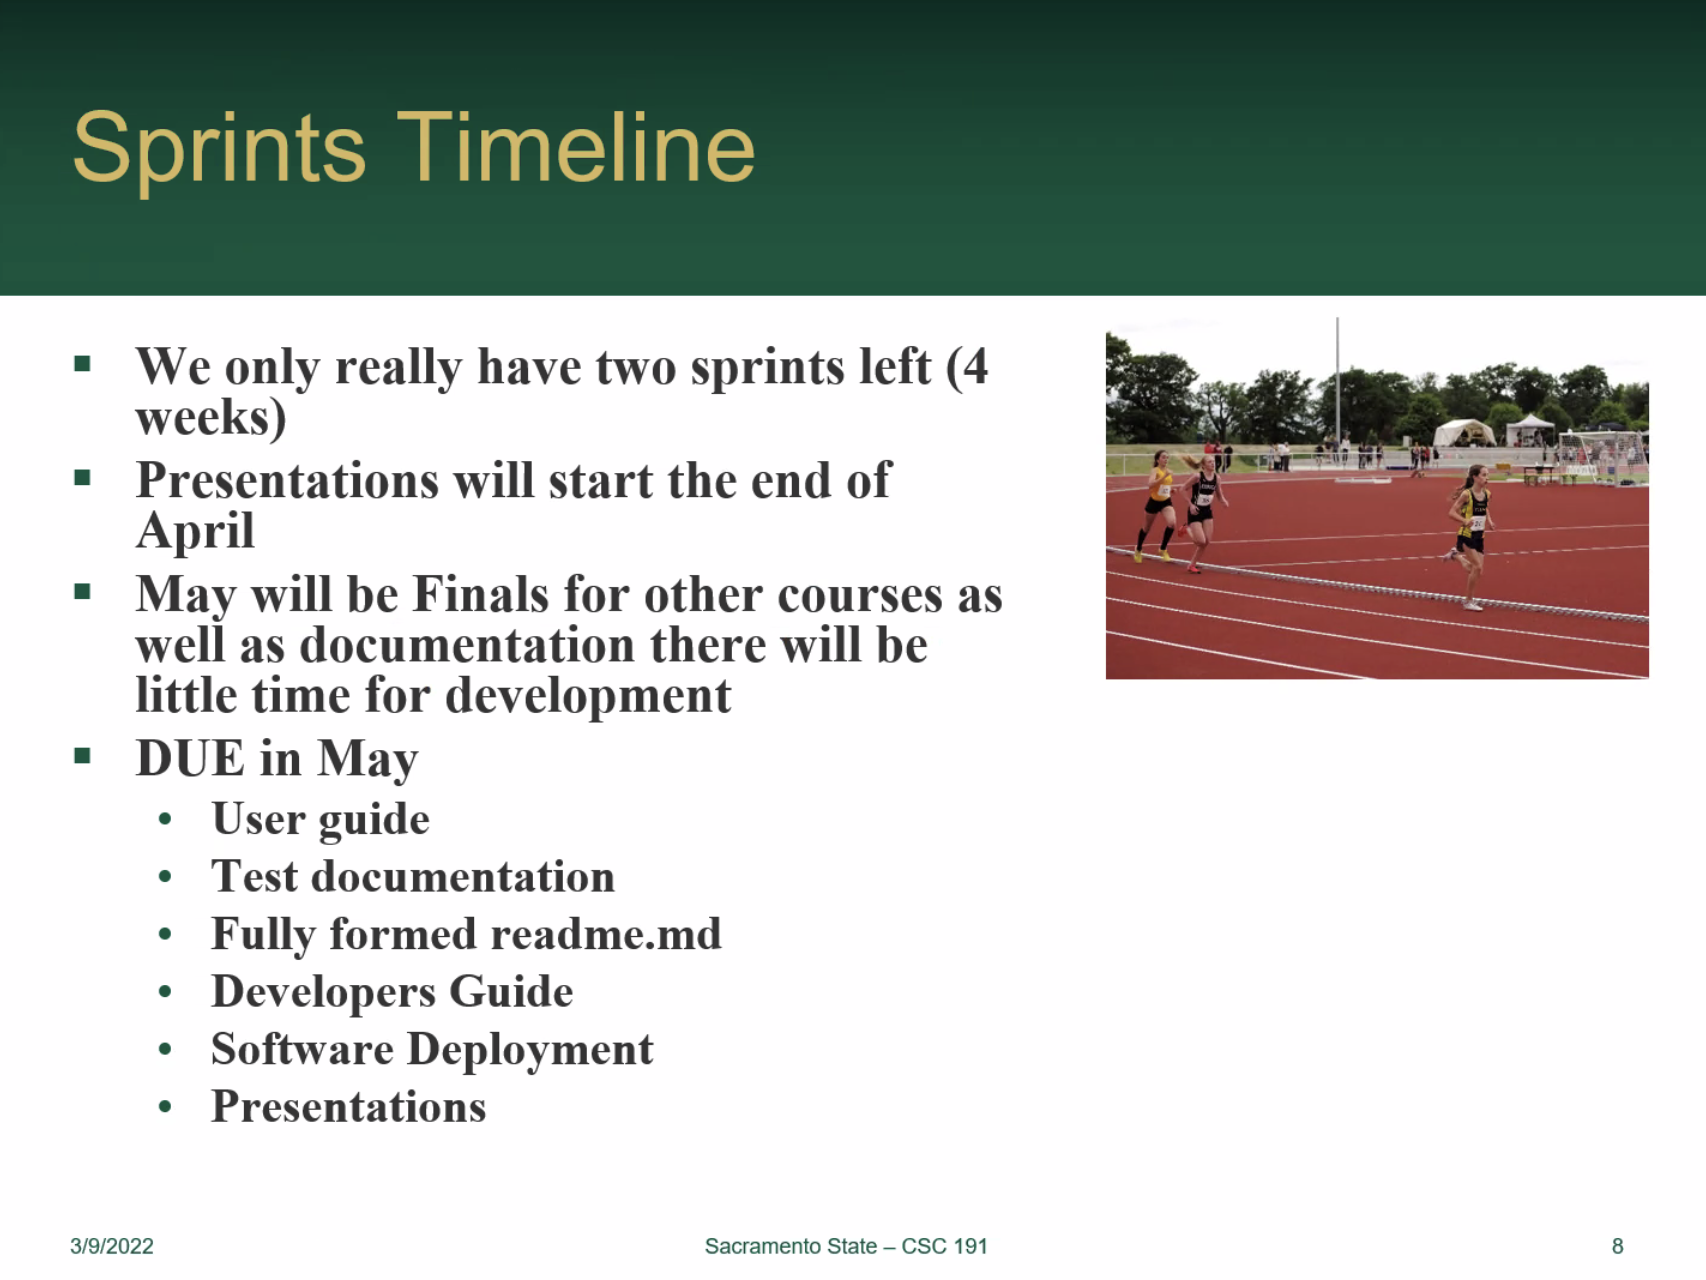 Sprints Timeline
We only really have two sprints left (4
weeks)
Presentations will start the end of
April
May will be Finals for other courses as
well as documentation there will be
little time for development
DUE in May
User guide
Test documentation
Fully formed readme.md
Developers Guide
Software Deployment
Presentations
3/9/2022
Sacramento State – CSC 191
8